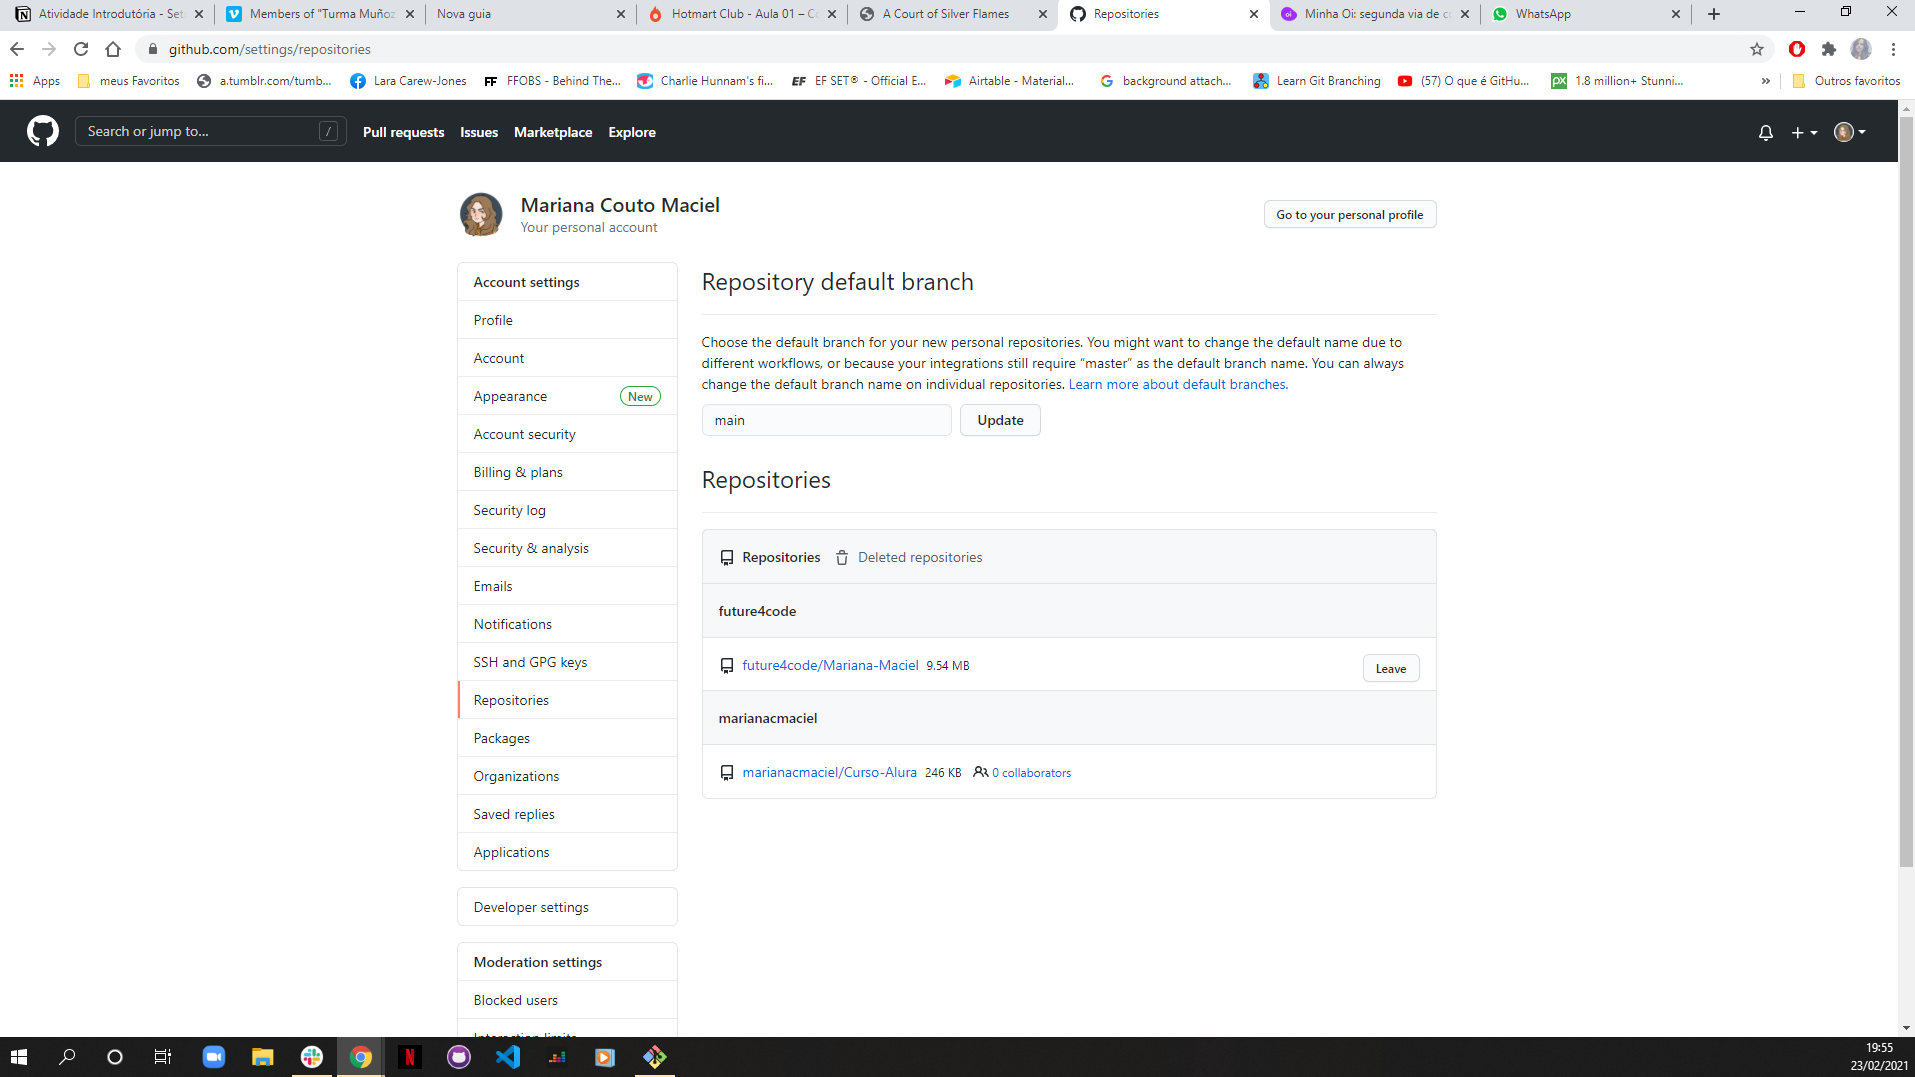 Atividade Introdutória - Set
Members of "Turma Muñoz
Nova guia
Hotmart Club - Aula 01 – Co
A Court of Silver Flames
Repositories
Minha Oi: segunda via de co
WhatsApp
github.com/settings/repositories
Apps
meus Favoritos
a.tumblr.com/tumb...
Lara Carew-Jones
FF
FFOBS - Behind The...
Charlie Hunnam's fi...
EF
EF SET® - Official E...
Airtable - Material...
background attach...
Learn Git Branching
(57) O que é GitHu...
px
1.8 million+ Stunni...
»
Outros favoritos
Search or jump to...
/
Pull requests
Issues
Marketplace
Explore
Mariana Couto Maciel
Your personal account
Go to your personal profile
Account settings
Profile
Account
Appearance
New
Account security
Billing & plans
Security log
Security & analysis
Emails
Notifications
SSH and GPG keys
Repositories
Packages
Organizations
Saved replies
Applications
Developer settings
Moderation settings
Blocked users
Interaction limits
Repository default branch
Choose the default branch for your new personal repositories. You might want to change the default name due to
different workflows, or because your integrations still require “master” as the default branch name. You can always
change the default branch name on individual repositories. Learn more about default branches.
main
Update
Repositories
Repositories
Deleted repositories
future4code
future4code/Mariana-Maciel 9.54 MB
Leave
marianacmaciel
marianacmaciel/Curso-Alura 246 KB 0 collaborators
19:55
23/02/2021